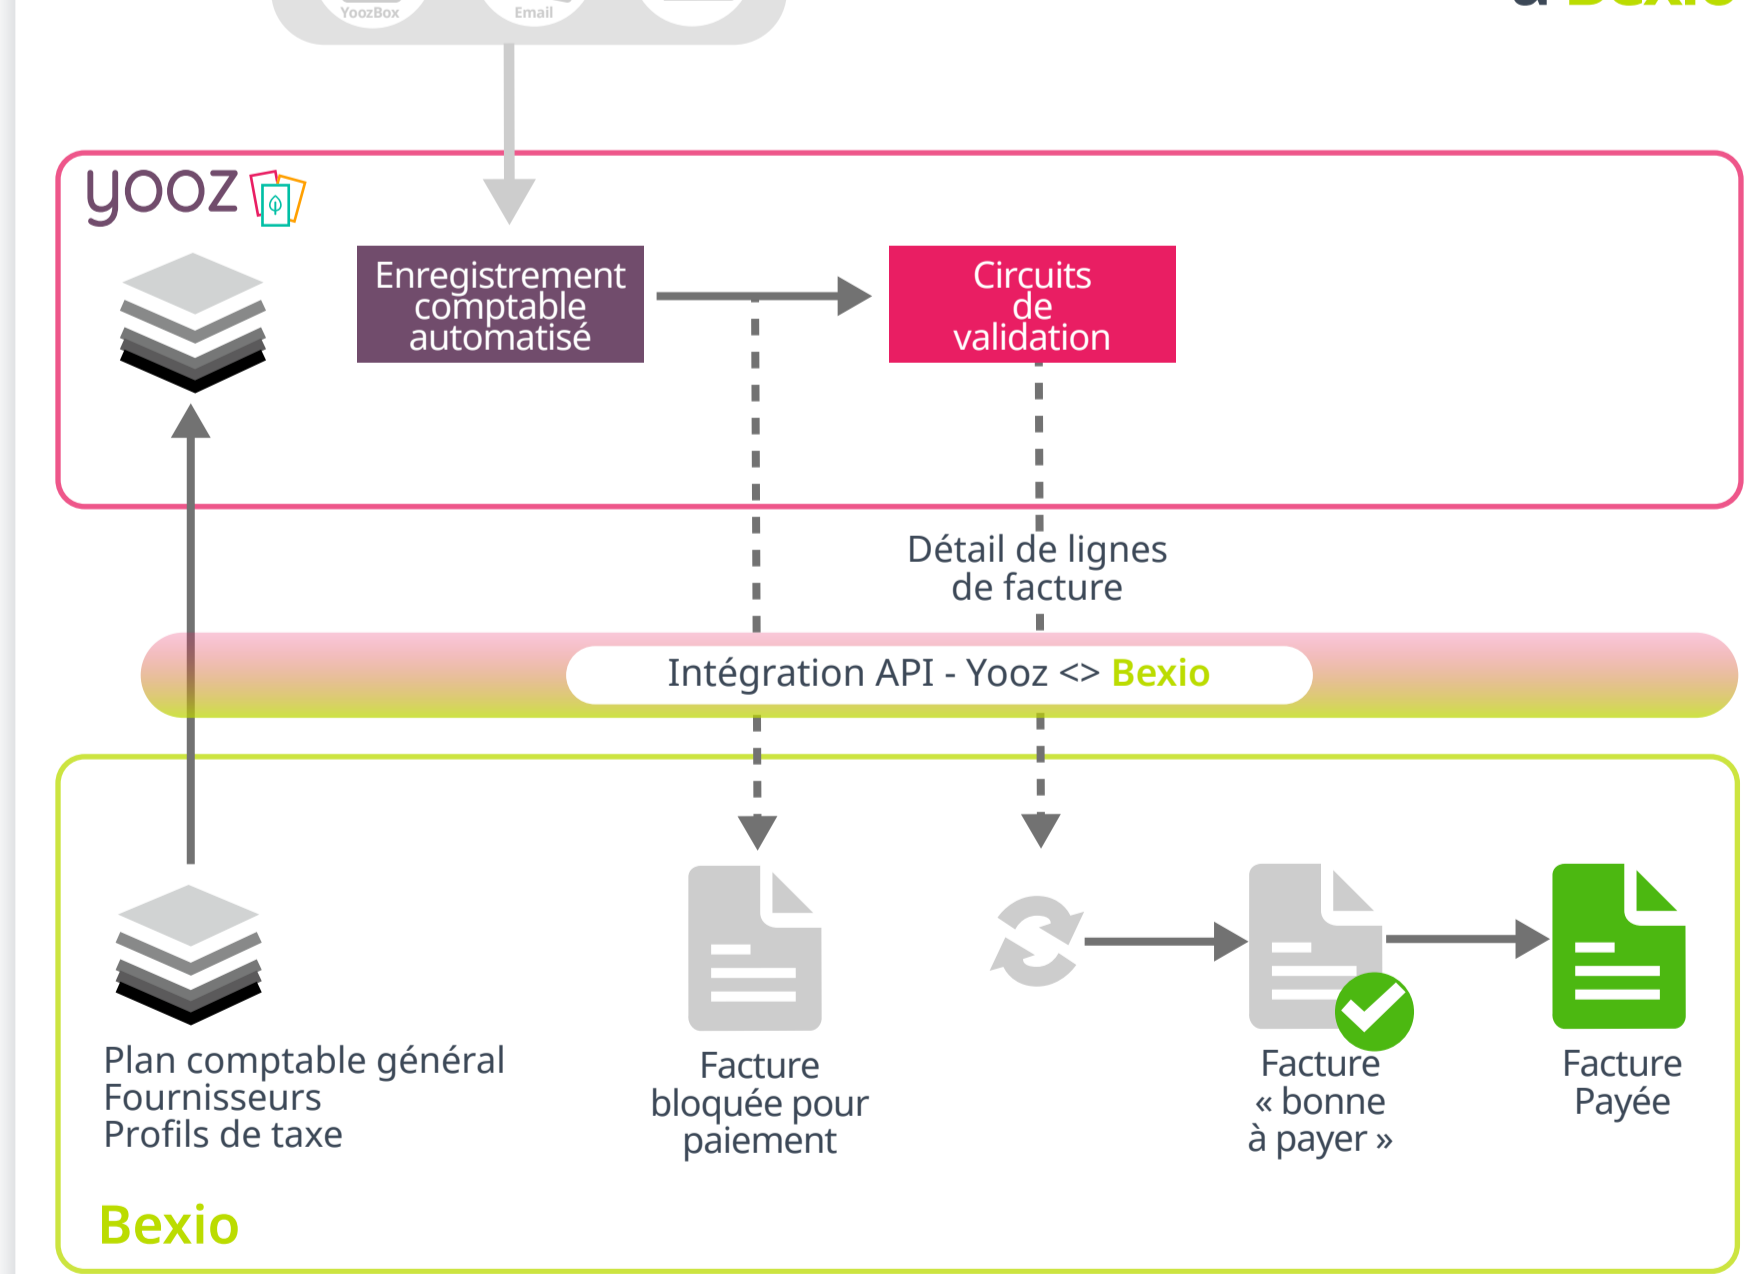 YoozBox
Email
Bexio
yooz
Enregistrement
comptable
automatisé
Circuits
de
validation
Détail de lignes
de facture
Intégration API - Yooz <> Bexio
Plan comptable général
Fournisseurs
Profils de taxe
Facture
bloquée pour
paiement
Facture
« bonne
à payer »
Facture
Payée
Bexio